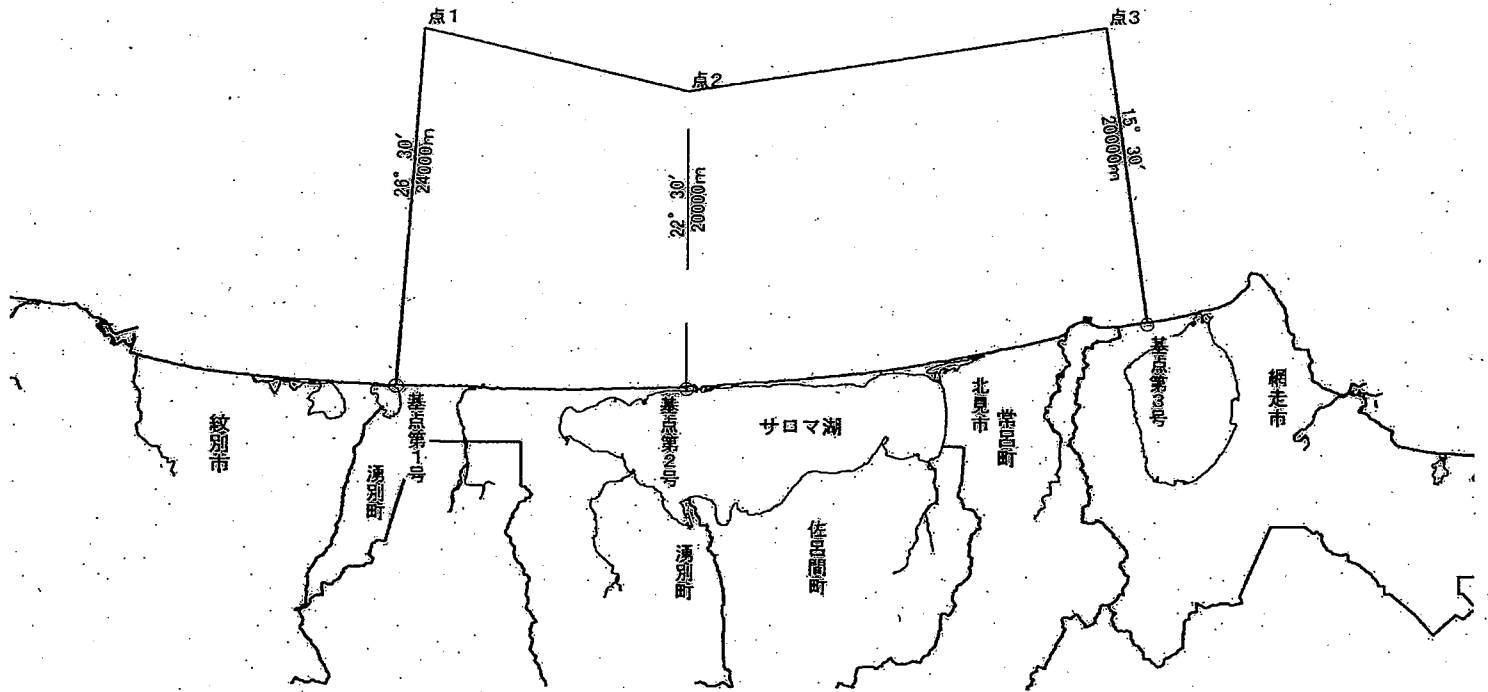 点1
点2
点3
26° 30′
24000m
22° 30′
20000m
15° 30′
20000m
紋別市
湧別町
基点第1号
基点第2号
サロマ湖
湧別町
佐呂間町
北見市
常呂町
基点第3号
網走市